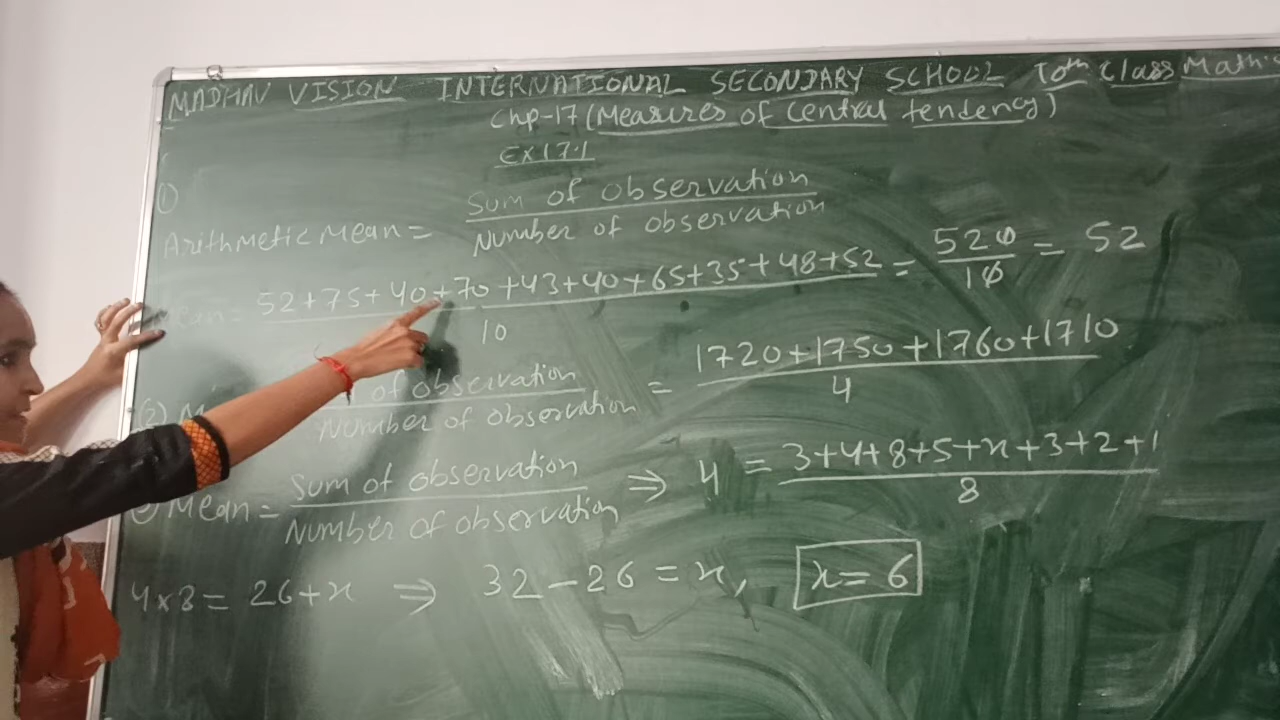 MADHAV VISION INTERNATIONAL SECONDARY SCHOOL 10th Class Maths
Chp-17 (Measures of Central tendency)
Ex 17.1
(1)
Arithmetic Mean = Sum of observation / Number of observation
Mean = 52+75+40+70+43+40+65+35+48+52 / 10 = 520 / 10 = 52
(2) M of observation / Number of observation = 1720+1750+1760+1710 / 4
Mean = Sum of observation / Number of observation ⇒ 4 = 3+4+8+5+x+3+2+1 / 8
4×8 = 26+x ⇒ 32-26 = x, x = 6